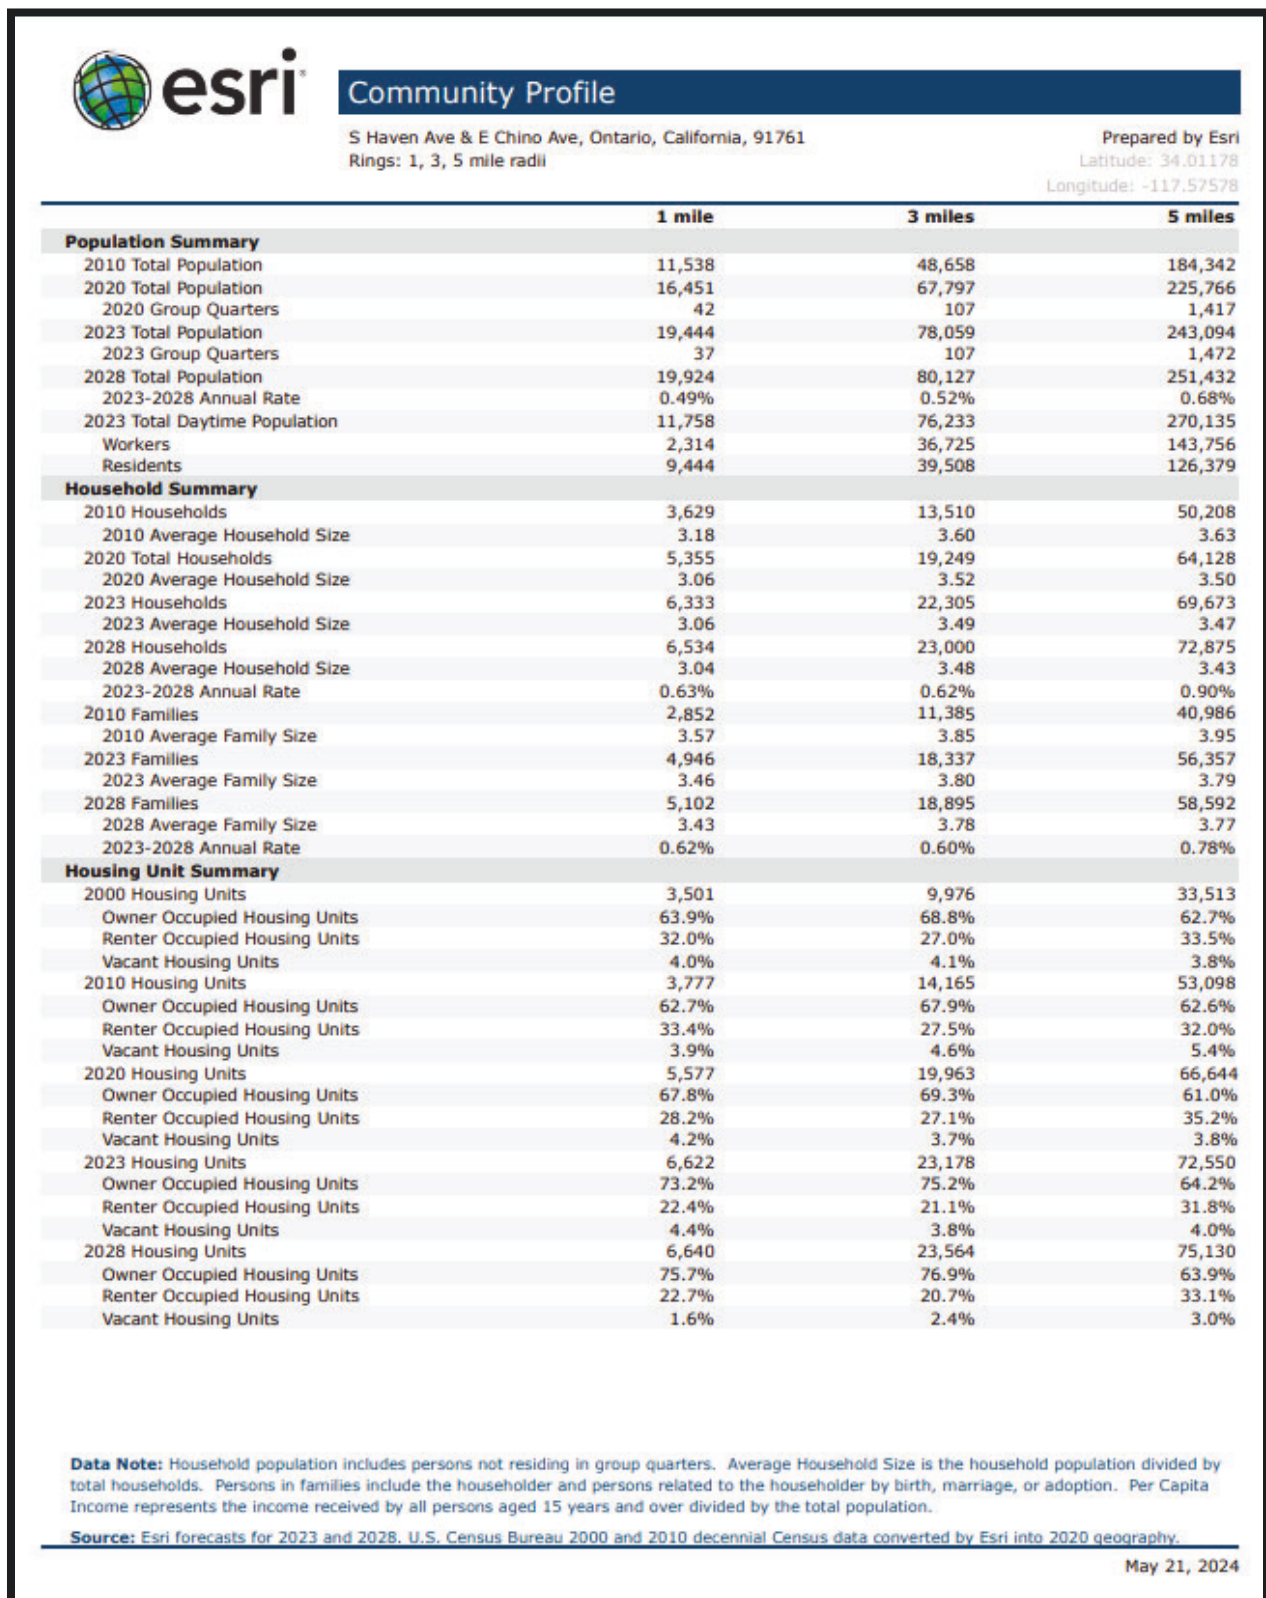 esri
Community Profile
S Haven Ave & E Chino Ave, Ontario, California, 91761 Prepared by Esri
Rings: 1, 3, 5 mile radii Latitude: 34.01178
Longitude: -117.57578
1 mile 3 miles 5 miles
Population Summary
2010 Total Population 11,538 48,658 184,342
2020 Total Population 16,451 67,797 225,766
2020 Group Quarters 42 107 1,417
2023 Total Population 19,444 78,059 243,094
2023 Group Quarters 37 107 1,472
2028 Total Population 19,924 80,127 251,432
2023-2028 Annual Rate 0.49% 0.52% 0.68%
2023 Total Daytime Population 11,758 76,233 270,135
Workers 2,314 36,725 143,756
Residents 9,444 39,508 126,379
Household Summary
2010 Households 3,629 13,510 50,208
2010 Average Household Size 3.18 3.60 3.63
2020 Total Households 5,355 19,249 64,128
2020 Average Household Size 3.06 3.52 3.50
2023 Households 6,333 22,305 69,673
2023 Average Household Size 3.06 3.49 3.47
2028 Households 6,534 23,000 72,875
2028 Average Household Size 3.04 3.48 3.43
2023-2028 Annual Rate 0.63% 0.62% 0.90%
2010 Families 2,852 11,385 40,986
2010 Average Family Size 3.57 3.85 3.95
2023 Families 4,946 18,337 56,357
2023 Average Family Size 3.46 3.80 3.79
2028 Families 5,102 18,895 58,592
2028 Average Family Size 3.43 3.78 3.77
2023-2028 Annual Rate 0.62% 0.60% 0.78%
Housing Unit Summary
2000 Housing Units 3,501 9,976 33,513
Owner Occupied Housing Units 63.9% 68.8% 62.7%
Renter Occupied Housing Units 32.0% 27.0% 33.5%
Vacant Housing Units 4.0% 4.1% 3.8%
2010 Housing Units 3,777 14,165 53,098
Owner Occupied Housing Units 62.7% 67.9% 62.6%
Renter Occupied Housing Units 33.4% 27.5% 32.0%
Vacant Housing Units 3.9% 4.6% 5.4%
2020 Housing Units 5,577 19,963 66,644
Owner Occupied Housing Units 67.8% 69.3% 61.0%
Renter Occupied Housing Units 28.2% 27.1% 35.2%
Vacant Housing Units 4.2% 3.7% 3.8%
2023 Housing Units 6,622 23,178 72,550
Owner Occupied Housing Units 73.2% 75.2% 64.2%
Renter Occupied Housing Units 22.4% 21.1% 31.8%
Vacant Housing Units 4.4% 3.8% 4.0%
2028 Housing Units 6,640 23,564 75,130
Owner Occupied Housing Units 75.7% 76.9% 63.9%
Renter Occupied Housing Units 22.7% 20.7% 33.1%
Vacant Housing Units 1.6% 2.4% 3.0%
Data Note: Household population includes persons not residing in group quarters. Average Household Size is the household population divided by
total households. Persons in families include the householder and persons related to the householder by birth, marriage, or adoption. Per Capita
Income represents the income received by all persons aged 15 years and over divided by the total population.
Source: Esri forecasts for 2023 and 2028. U.S. Census Bureau 2000 and 2010 decennial Census data converted by Esri into 2020 geography.
May 21, 2024